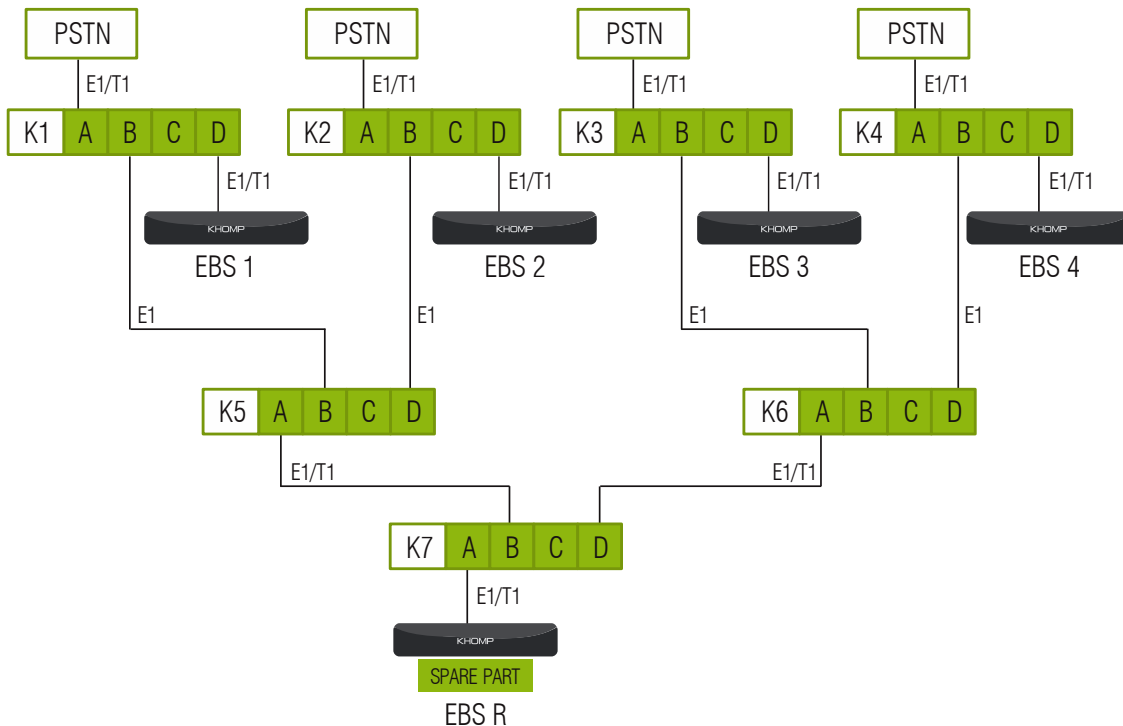 PSTN PSTN PSTN PSTN
E1/T1 E1/T1 E1/T1 E1/T1
K1 A B C D K2 A B C D K3 A B C D K4 A B C D
E1/T1 E1/T1 E1/T1 E1/T1
KHOMP KHOMP KHOMP KHOMP
EBS 1 EBS 2 EBS 3 EBS 4
E1 E1 E1 E1
K5 A B C D K6 A B C D
E1/T1 E1/T1
K7 A B C D
E1/T1
KHOMP
SPARE PART
EBS R